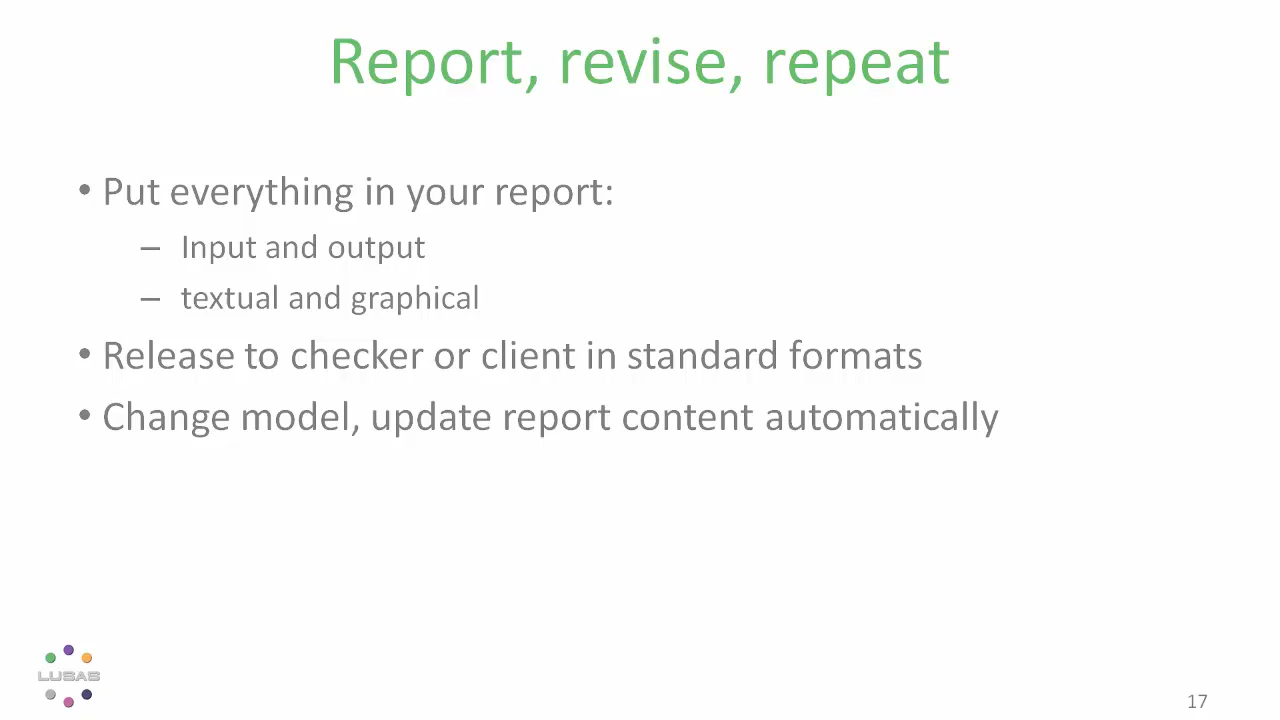 Report, revise, repeat
• Put everything in your report:
– Input and output
– textual and graphical
• Release to checker or client in standard formats
• Change model, update report content automatically
LUSAS
17